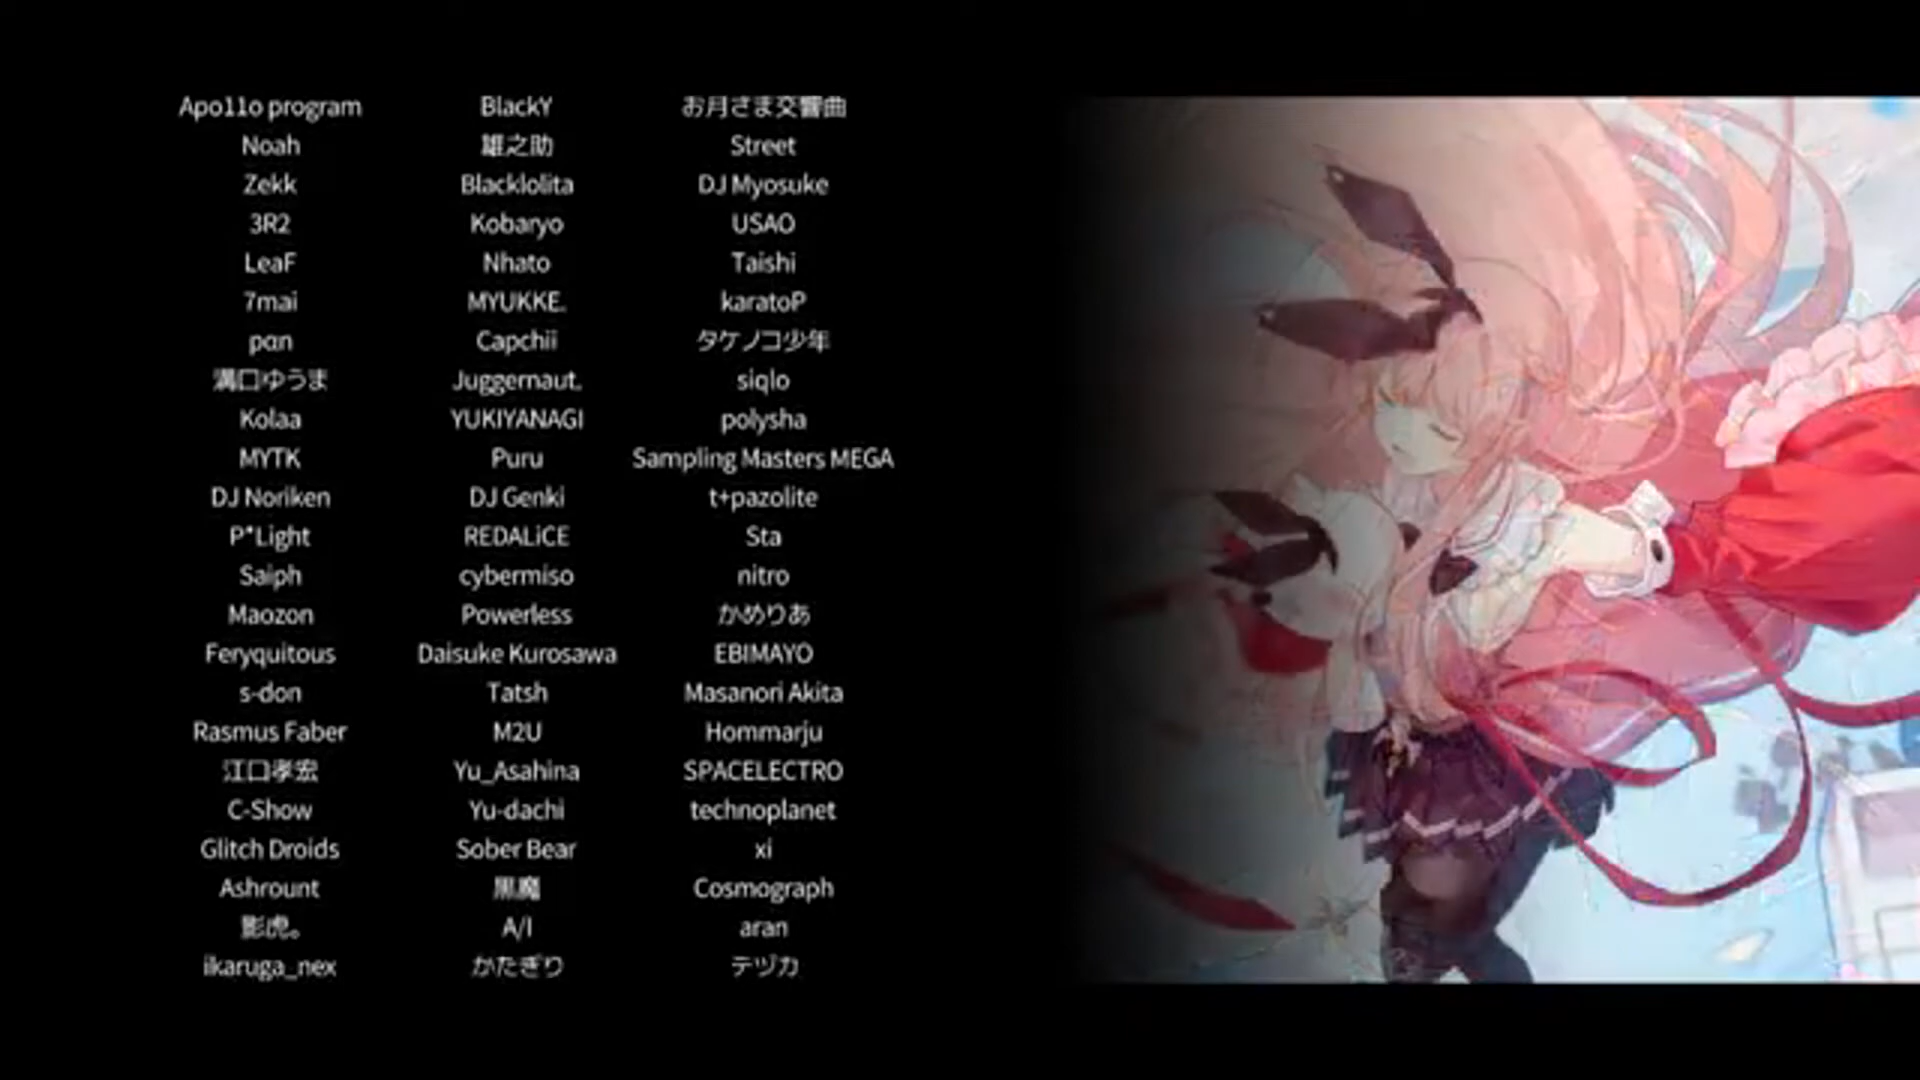 Apo11o program BlackY お月さま交響曲
Noah 雄之助 Street
Zekk Blacklolita DJ Myosuke
3R2 Kobaryo USAO
LeaF Nhato Taishi
7mai MYUKKE. karatoP
pαn Capchii タケノコ少年
溝口ゆうま Juggernaut. siqlo
Kolaa YUKIYANAGI polysha
MYTK Puru Sampling Masters MEGA
DJ Noriken DJ Genki t+pazolite
P*Light REDALiCE Sta
Saiph cybermiso nitro
Maozon Powerless かめりあ
Feryquitous Daisuke Kurosawa EBIMAYO
s-don Tatsh Masanori Akita
Rasmus Faber M2U Hommarju
江口孝宏 Yu_Asahina SPACELECTRO
C-Show Yu-dachi technoplanet
Glitch Droids Sober Bear xi
Ashrount 黒魔 Cosmograph
影虎。 A/I aran
ikaruga_nex かたぎり テヅカ